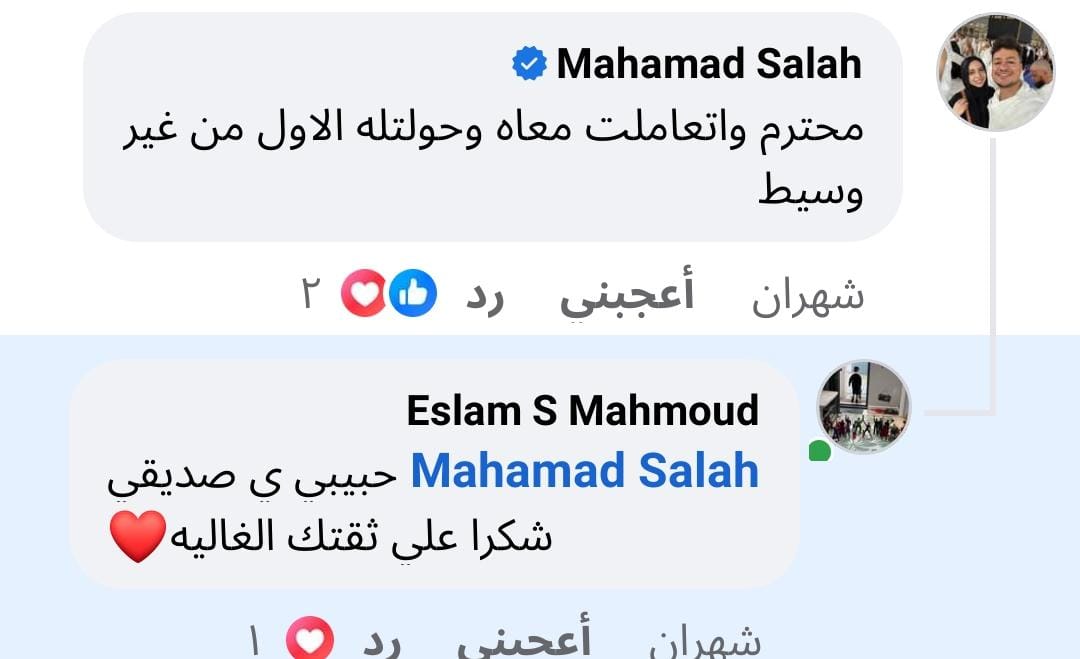 Mahamad Salah
محترم واتعاملت معاه وحولتله الاول من غير
وسيط
شهران أعجبني رد ٢
Eslam S Mahmoud
Mahamad Salah حبيبي ي صديقي
شكرا علي ثقتك الغاليه❤️
شهران أعجبني رد ١